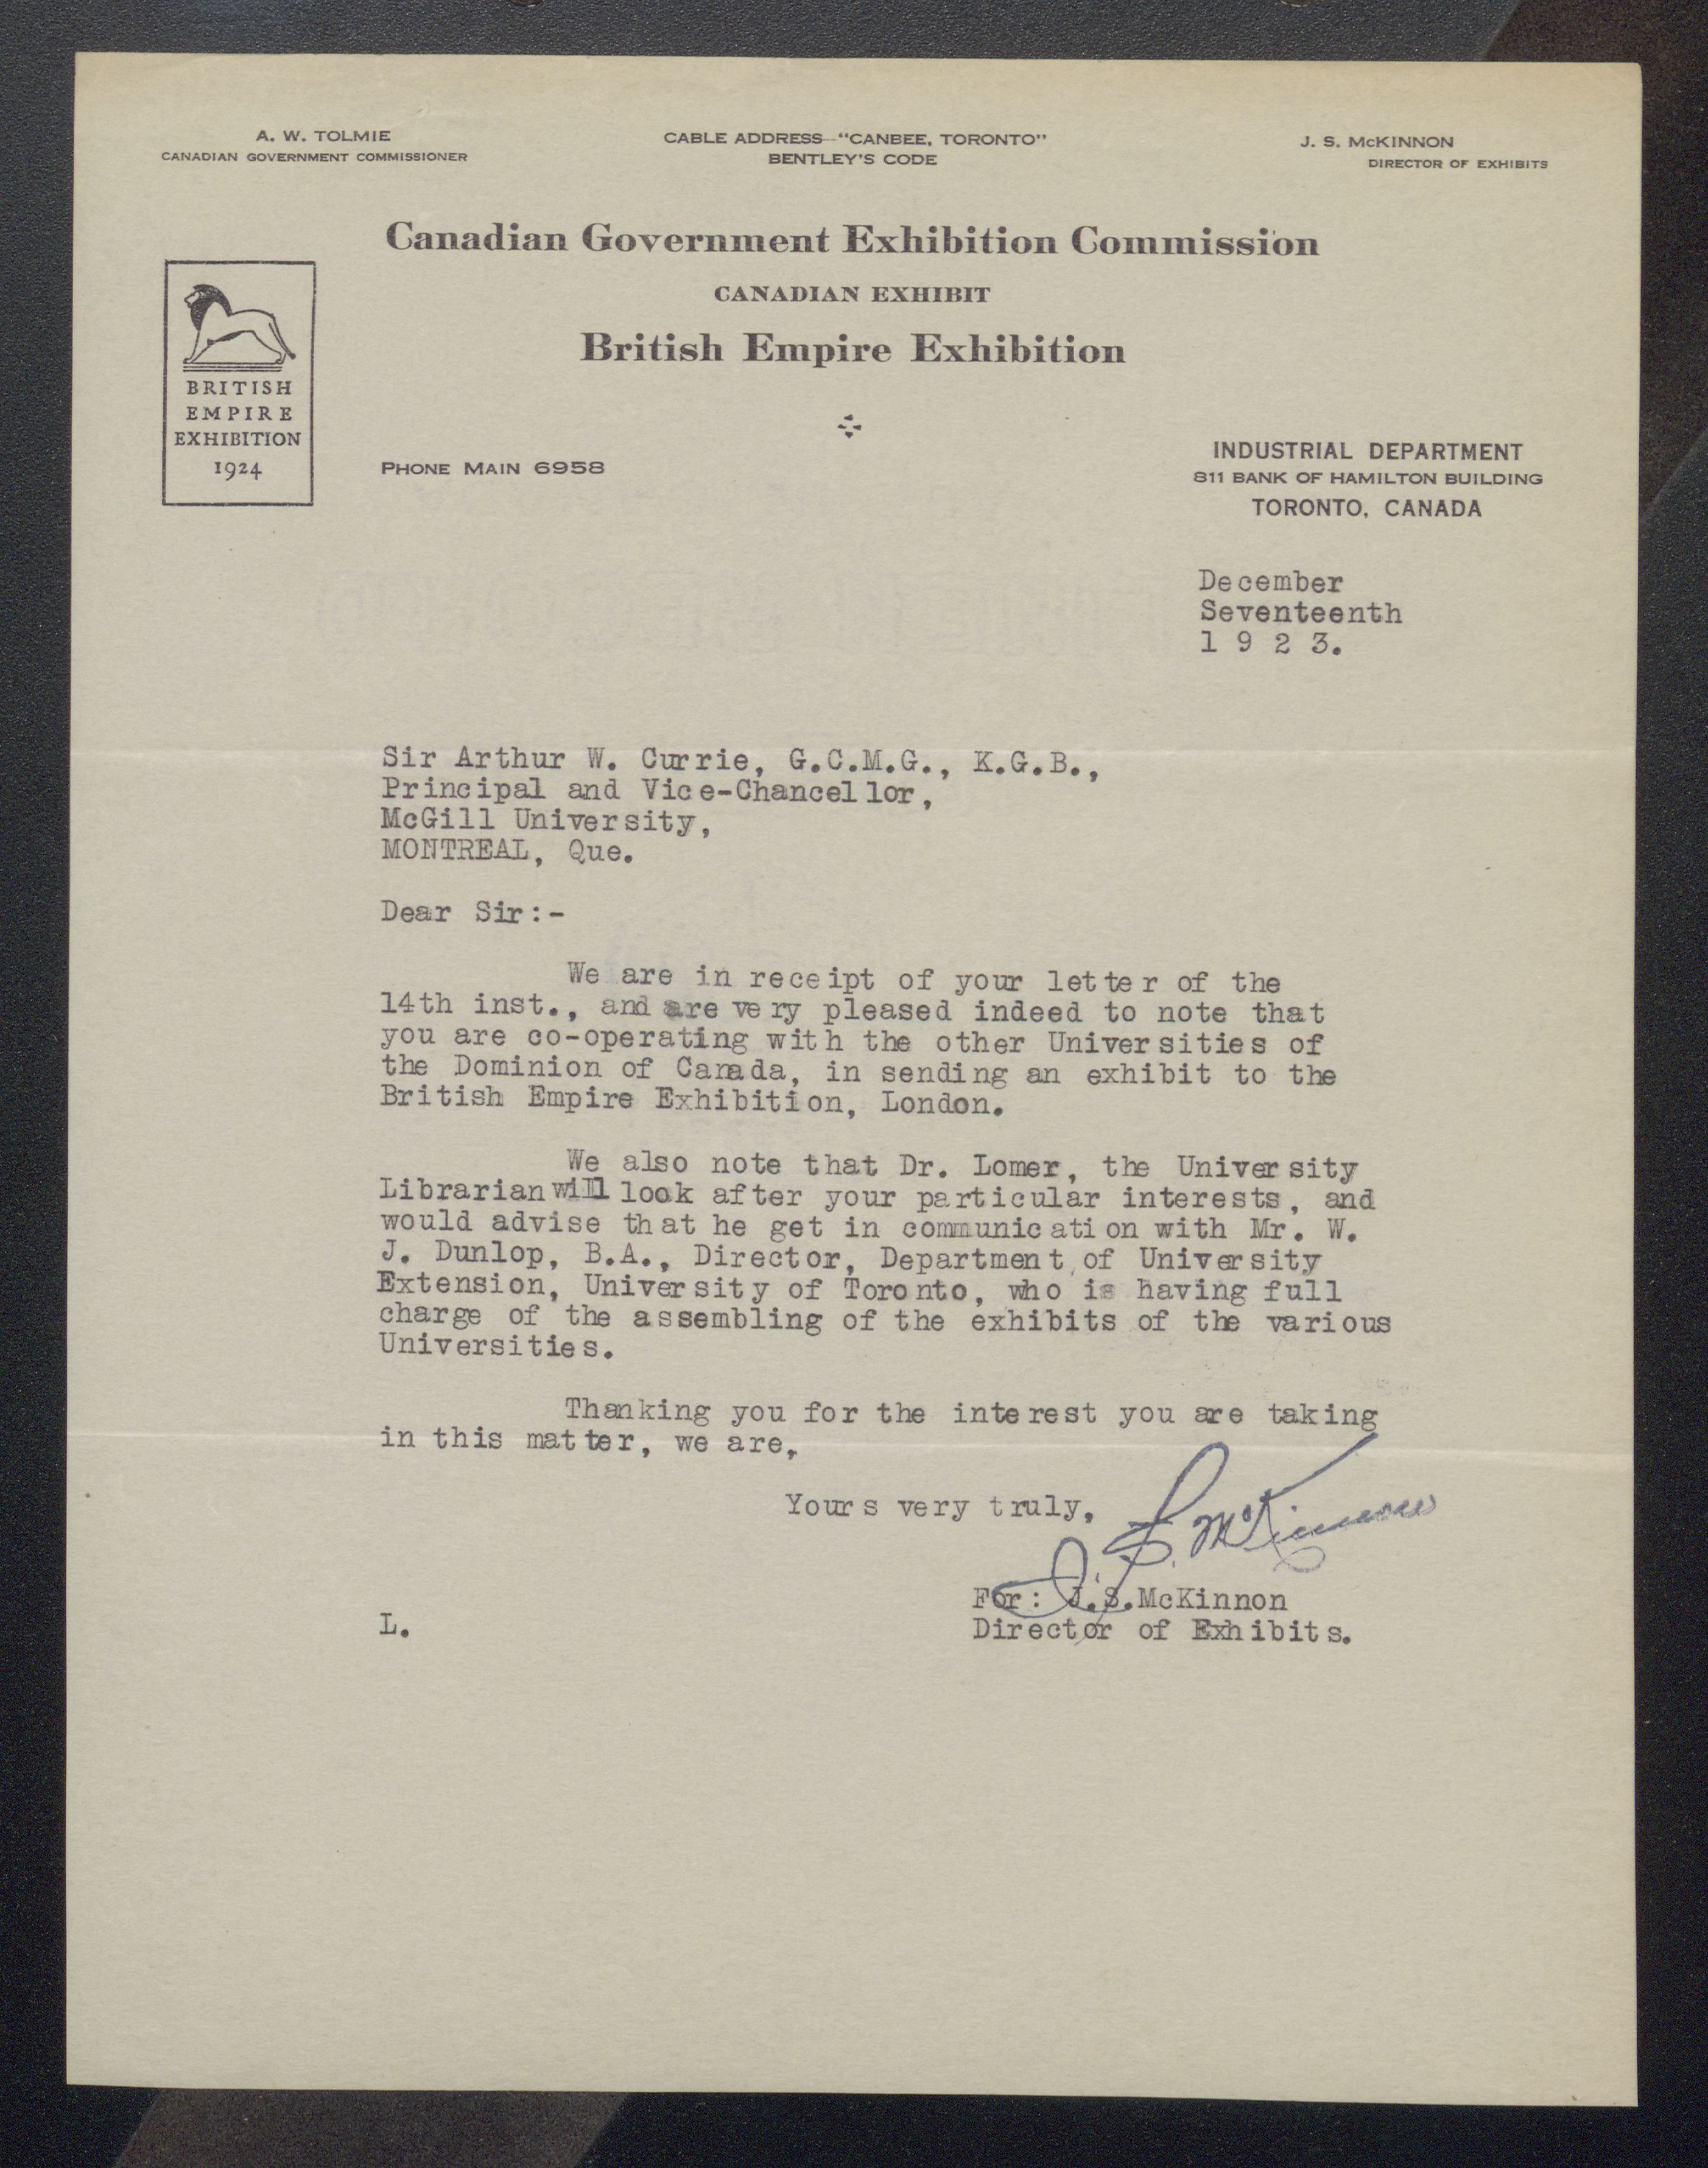 A. W. TOLMIE
CANADIAN GOVERNMENT COMMISSIONER
CABLE ADDRESS—"CANBEE, TORONTO"
BENTLEY'S CODE
J. S. McKINNON
DIRECTOR OF EXHIBITS
Canadian Government Exhibition Commission
CANADIAN EXHIBIT
British Empire Exhibition
BRITISH
EMPIRE
EXHIBITION
1924
PHONE MAIN 6958
INDUSTRIAL DEPARTMENT
811 BANK OF HAMILTON BUILDING
TORONTO, CANADA
December
Seventeenth
1 9 2 3.
Sir Arthur W. Currie, G.C.M.G., K.G.B.,
Principal and Vice-Chancellor,
McGill University,
MONTREAL, Que.
Dear Sir:-
We are in receipt of your letter of the
14th inst., and are very pleased indeed to note that
you are co-operating with the other Universities of
the Dominion of Canada, in sending an exhibit to the
British Empire Exhibition, London.
We also note that Dr. Lomer, the University
Librarian will look after your particular interests, and
would advise that he get in communication with Mr. W.
J. Dunlop, B.A., Director, Department of University
Extension, University of Toronto, who is having full
charge of the assembling of the exhibits of the various
Universities.
Thanking you for the interest you are taking
in this matter, we are,
Yours very truly,
J. S. McKinnon
For: J.S.McKinnon
Director of Exhibits.
L.